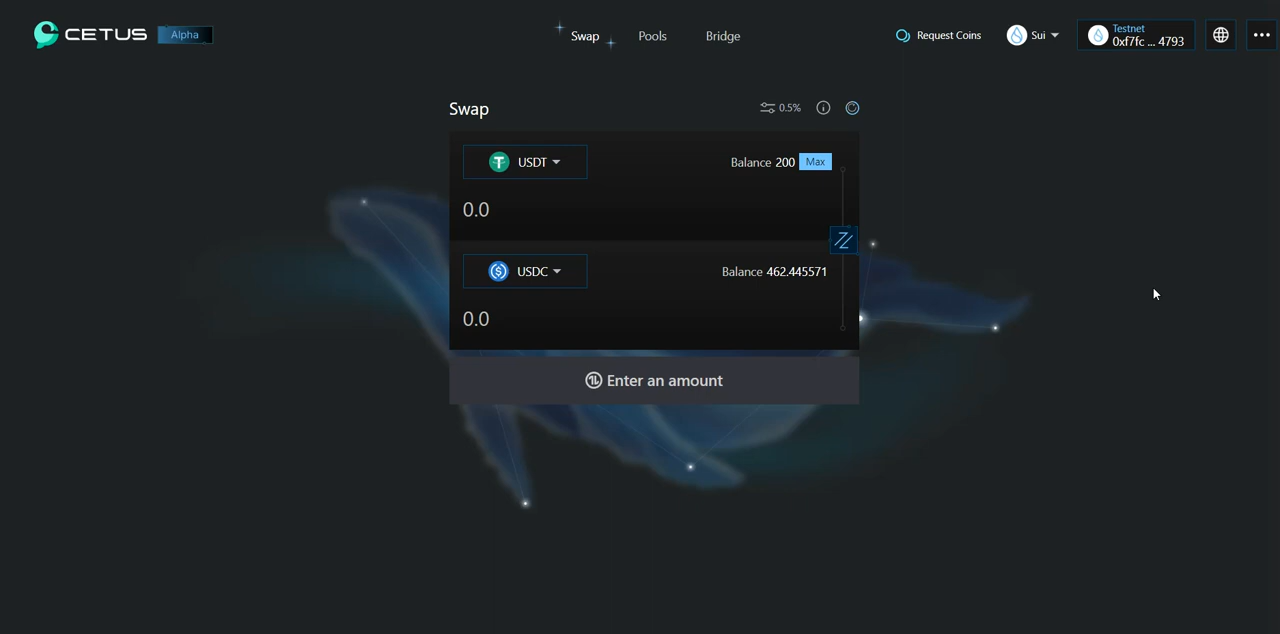 CETUS Alpha
Swap Pools Bridge
Request Coins Sui Testnet
0xf7fc ... 4793
Swap 0.5%
USDT Balance 200 Max
0.0
USDC Balance 462.445571
0.0
Enter an amount